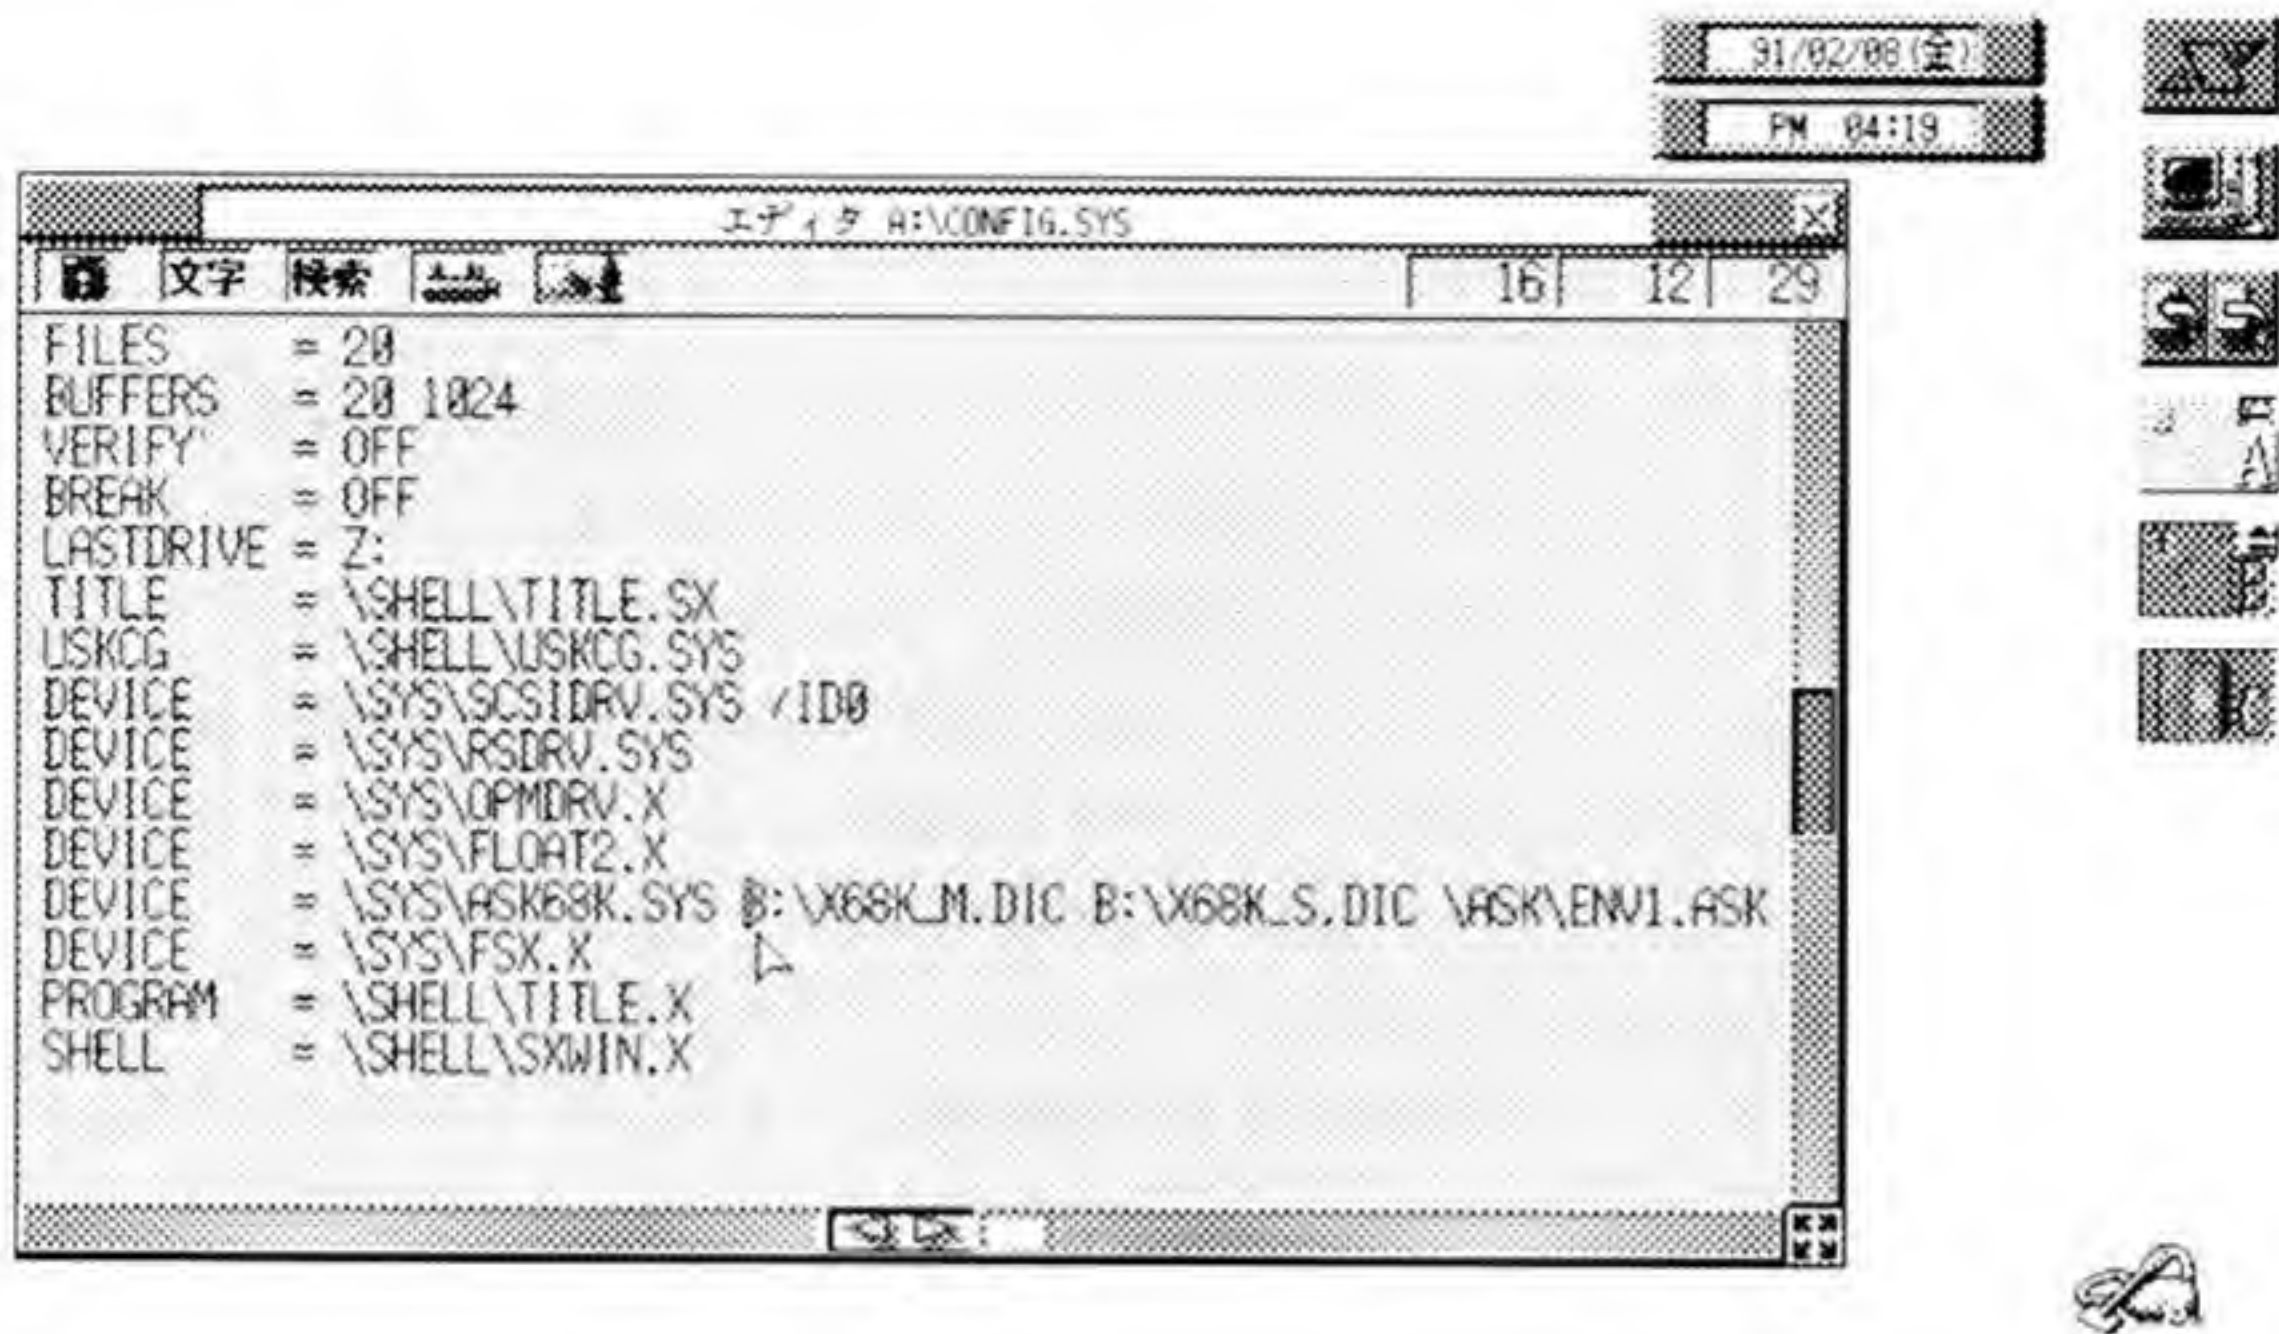 91/02/08(金)
PM 04:19
エディタ A:\CONFIG.SYS
文字 検索 16 12 29
FILES = 20
BUFFERS = 20 1024
VERIFY = OFF
BREAK = OFF
LASTDRIVE = Z:
TITLE = \SHELL\TITLE.SX
USKCG = \SHELL\USKCG.SYS
DEVICE = \SYS\SCSIDRV.SYS /ID0
DEVICE = \SYS\RSDRV.SYS
DEVICE = \SYS\OPMDRV.X
DEVICE = \SYS\FLOAT2.X
DEVICE = \SYS\ASK68K.SYS B:\X68K_M.DIC B:\X68K_S.DIC \ASK\ENV1.ASK
DEVICE = \SYS\FSX.X
PROGRAM = \SHELL\TITLE.X
SHELL = \SHELL\SXWIN.X
A